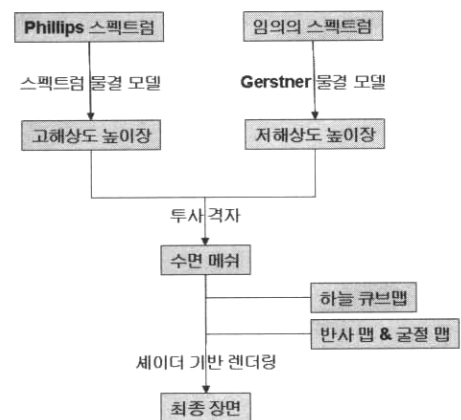 Phillips 스펙트럼
임의의 스펙트럼
스펙트럼 물결 모델
Gerstner 물결 모델
고해상도 높이장
저해상도 높이장
투사 격자
수면 메쉬
하늘 큐브맵
반사 맵 & 굴절 맵
셰이더 기반 렌더링
최종 장면